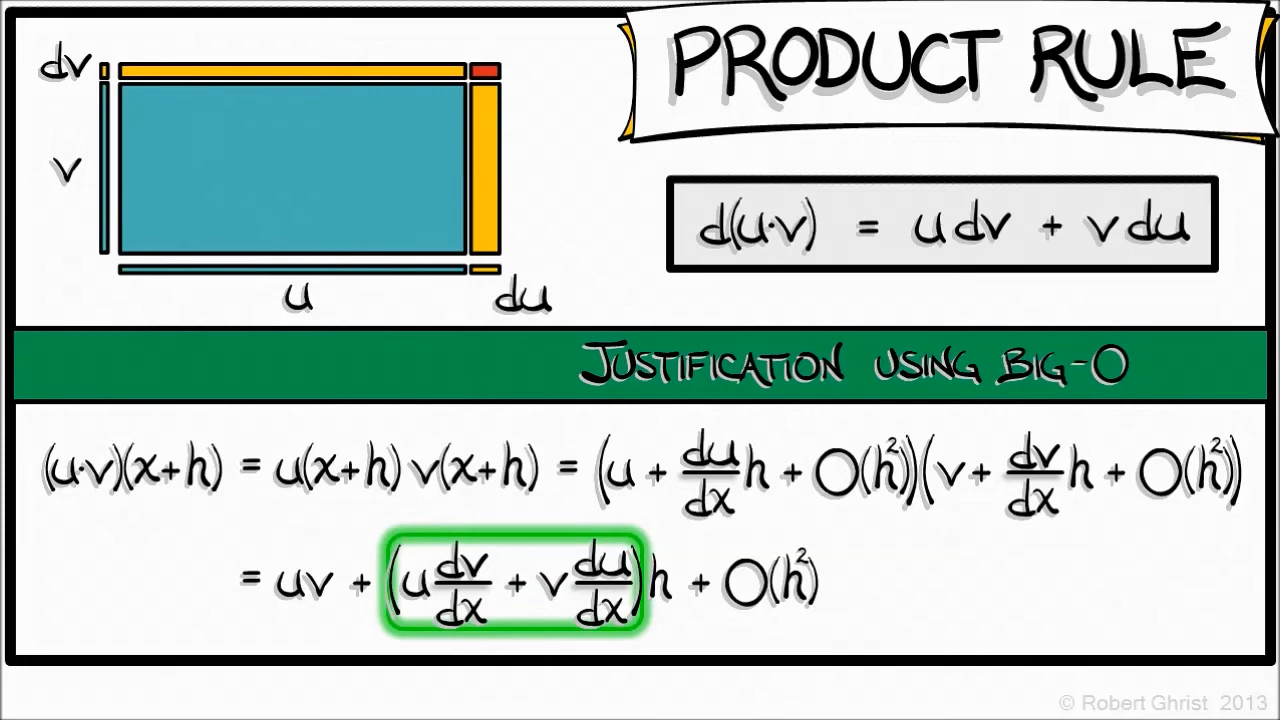 PRODUCT RULE
dv
v
u
du
d(u·v) = u dv + v du
JUSTIFICATION USING BIG-O
(u·v)(x+h) = u(x+h) v(x+h) = (u + du/dx h + O(h²))(v + dv/dx h + O(h²))
= uv + (u dv/dx + v du/dx)h + O(h²)
© Robert Ghrist 2013